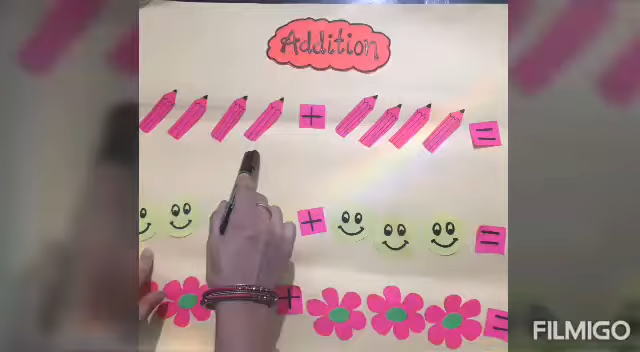 Addition
+ =
+ =
+ =
FILMIGO